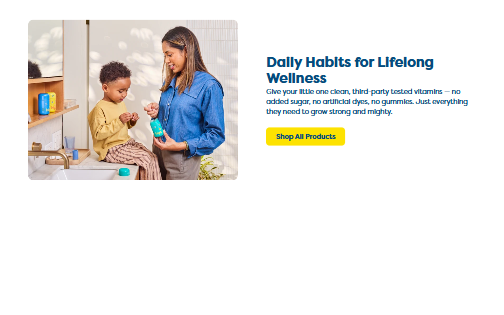 Daily Habits for Lifelong
Wellness
Give your little one clean, third-party tested vitamins — no
added sugar, no artificial dyes, no gummies. Just everything
they need to grow strong and mighty.
Shop All Products